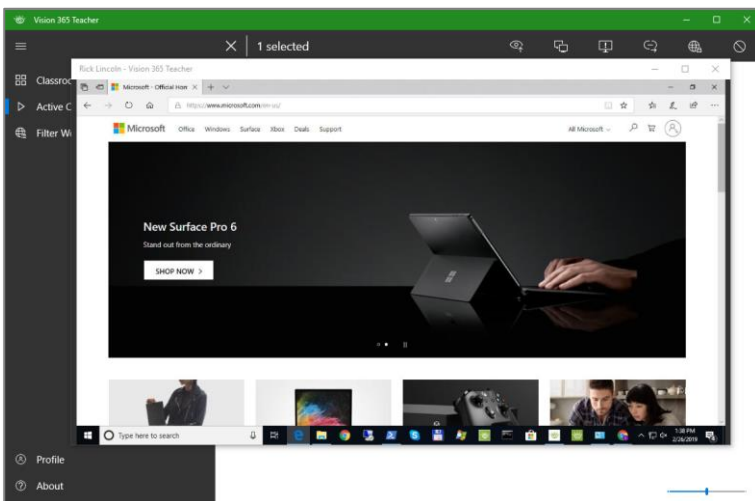 Vision 365 Teacher
1 selected
Rick Lincoln - Vision 365 Teacher
Classroo
Active C
Filter We
Microsoft - Official Hom
https://www.microsoft.com/en-us/
Microsoft Office Windows Surface Xbox Deals Support All Microsoft
New Surface Pro 6
Stand out from the ordinary
SHOP NOW >
Type here to search
1:38 PM
2/26/2019
Profile
About